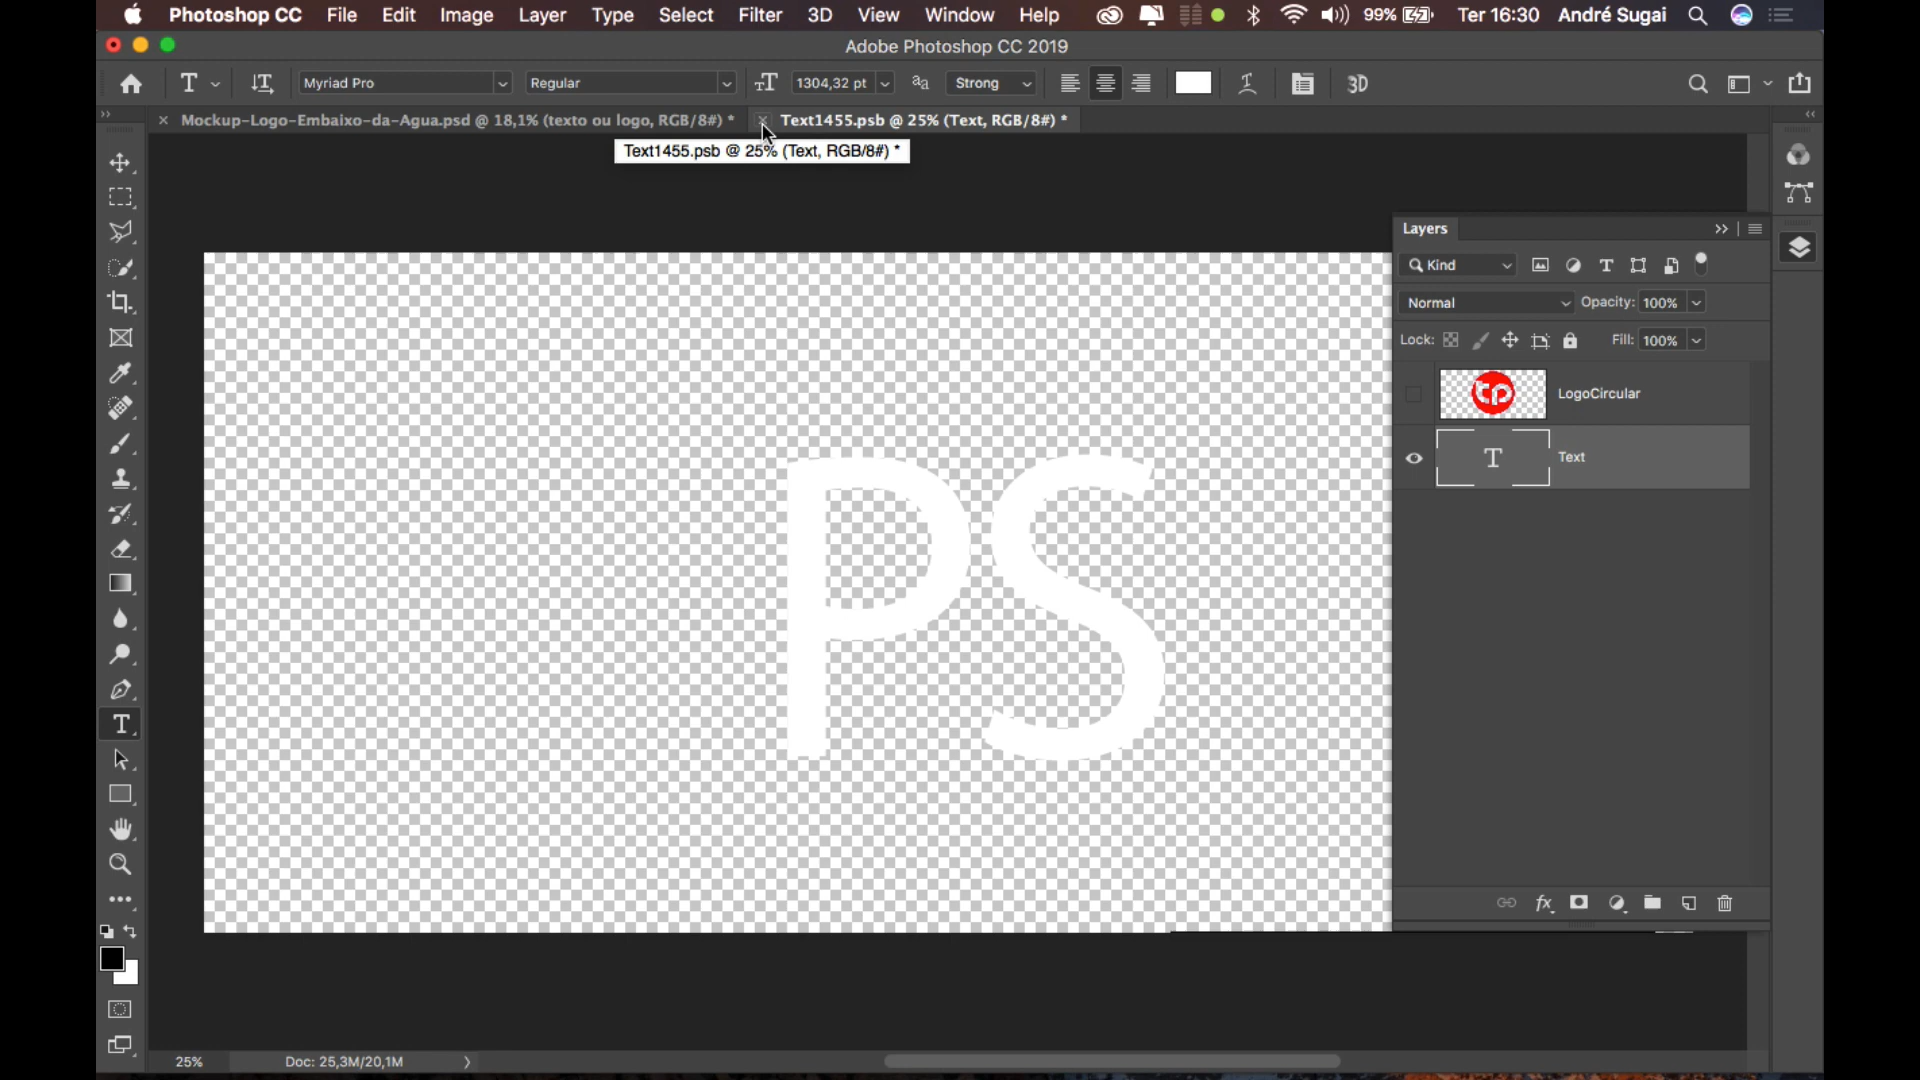 Photoshop CC File Edit Image Layer Type Select Filter 3D View Window Help 99% Ter 16:30 André Sugai
Adobe Photoshop CC 2019
T Myriad Pro Regular 1304,32 pt Strong 3D
Mockup-Logo-Embaixo-da-Agua.psd @ 18,1% (texto ou logo, RGB/8#) * Text1455.psb @ 25% (Text, RGB/8#) *
Text1455.psb @ 25% (Text, RGB/8#) *
Layers
Kind
Normal Opacity: 100%
Lock: Fill: 100%
tp LogoCircular
T Text
PS
fx
25% Doc: 25,3M/20,1M